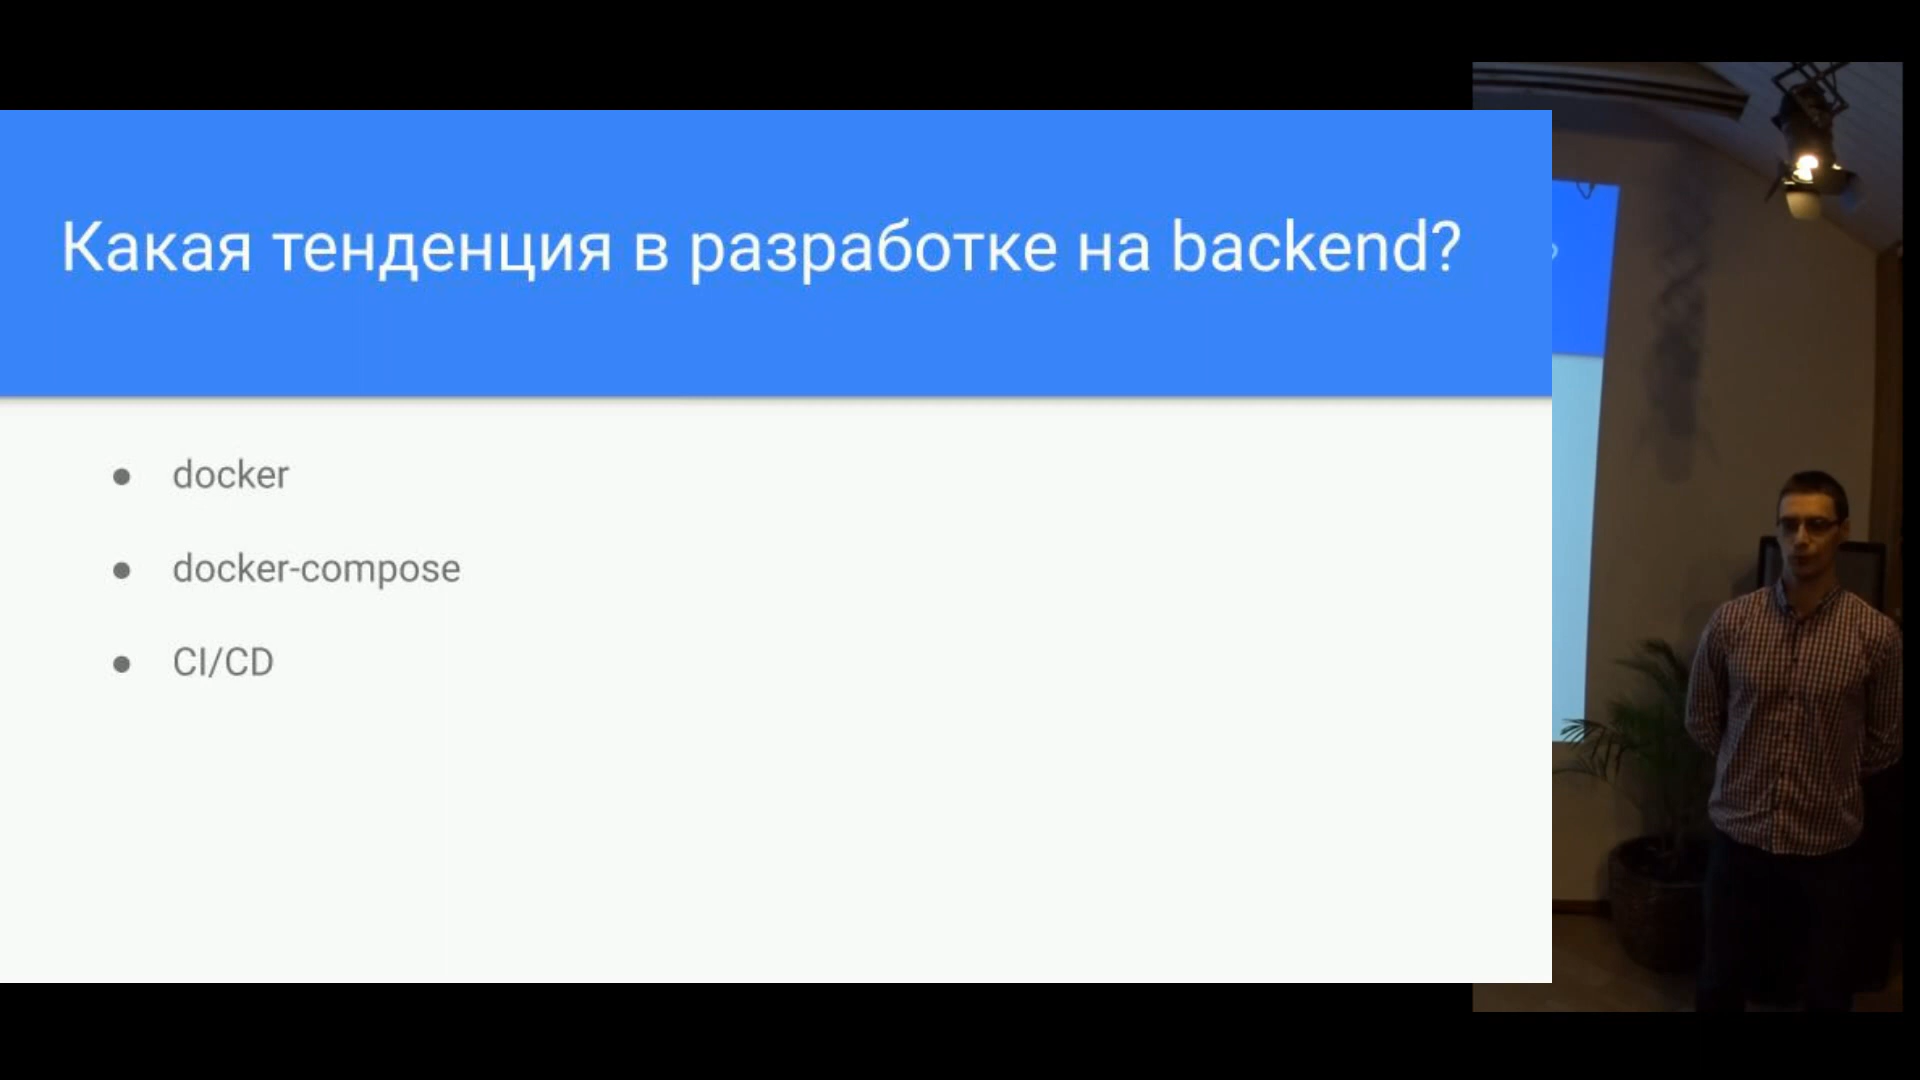 Какая тенденция в разработке на backend?
docker
docker-compose
CI/CD